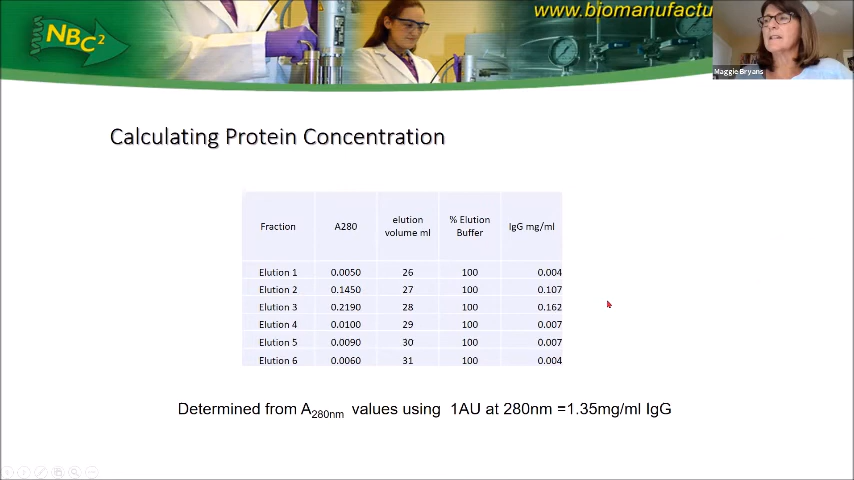 www.biomanufactu
NBC²
Maggie Bryans
Calculating Protein Concentration
Fraction A280 elution volume ml % Elution Buffer IgG mg/ml
Elution 1 0.0050 26 100 0.004
Elution 2 0.1450 27 100 0.107
Elution 3 0.2190 28 100 0.162
Elution 4 0.0100 29 100 0.007
Elution 5 0.0090 30 100 0.007
Elution 6 0.0060 31 100 0.004
Determined from A280nm values using 1AU at 280nm =1.35mg/ml IgG